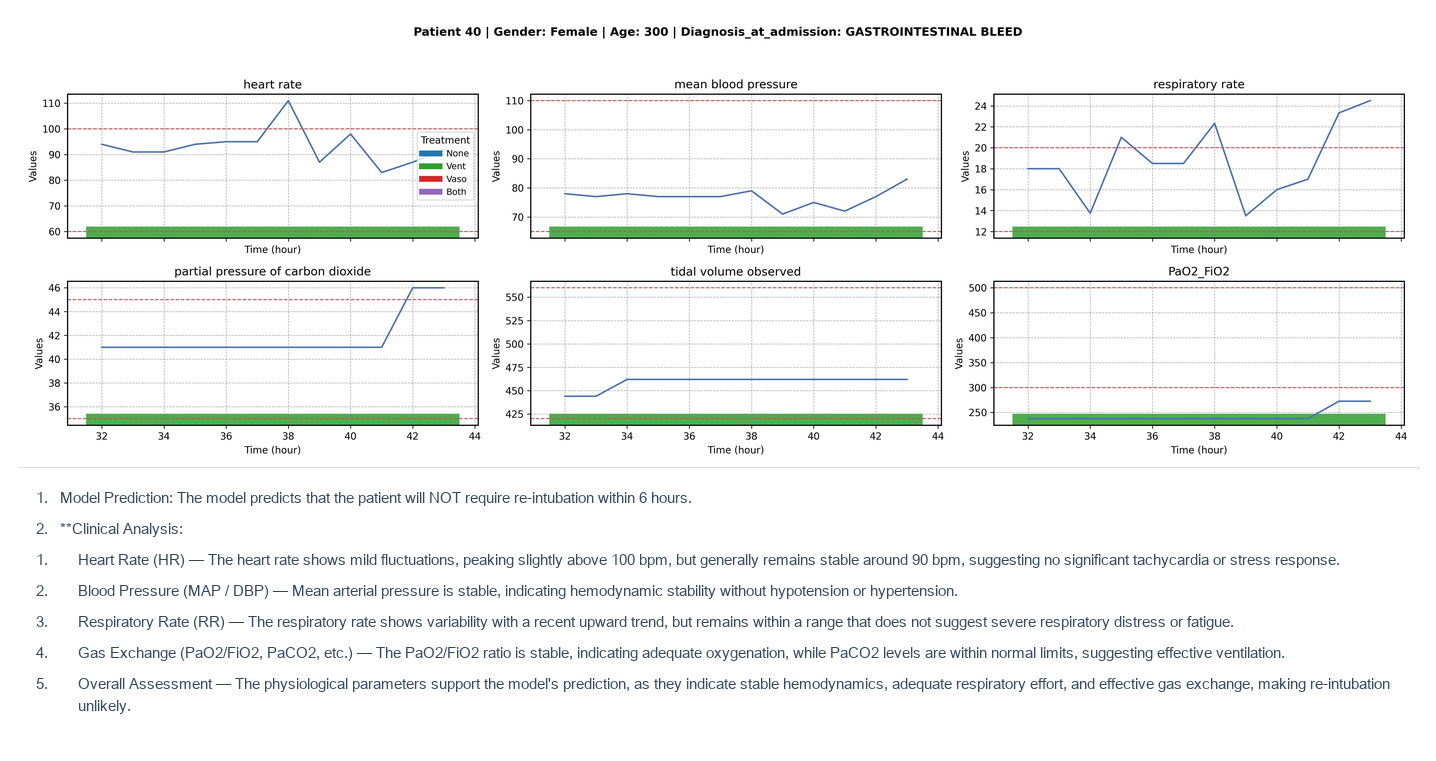 Patient 40 | Gender: Female | Age: 300 | Diagnosis_at_admission: GASTROINTESTINAL BLEED
heart rate
110
100
90
80
70
60
Values
Time (hour)
Treatment
None
Vent
Vaso
Both
mean blood pressure
110
100
90
80
70
Values
Time (hour)
respiratory rate
24
22
20
18
16
14
12
Values
Time (hour)
partial pressure of carbon dioxide
46
44
42
40
38
36
Values
32 34 36 38 40 42 44
Time (hour)
tidal volume observed
550
525
500
475
450
425
Values
32 34 36 38 40 42 44
Time (hour)
PaO2_FiO2
500
450
400
350
300
250
Values
32 34 36 38 40 42 44
Time (hour)
1. Model Prediction: The model predicts that the patient will NOT require re-intubation within 6 hours.
2. **Clinical Analysis:
1. Heart Rate (HR) — The heart rate shows mild fluctuations, peaking slightly above 100 bpm, but generally remains stable around 90 bpm, suggesting no significant tachycardia or stress response.
2. Blood Pressure (MAP / DBP) — Mean arterial pressure is stable, indicating hemodynamic stability without hypotension or hypertension.
3. Respiratory Rate (RR) — The respiratory rate shows variability with a recent upward trend, but remains within a range that does not suggest severe respiratory distress or fatigue.
4. Gas Exchange (PaO2/FiO2, PaCO2, etc.) — The PaO2/FiO2 ratio is stable, indicating adequate oxygenation, while PaCO2 levels are within normal limits, suggesting effective ventilation.
5. Overall Assessment — The physiological parameters support the model's prediction, as they indicate stable hemodynamics, adequate respiratory effort, and effective gas exchange, making re-intubation
unlikely.